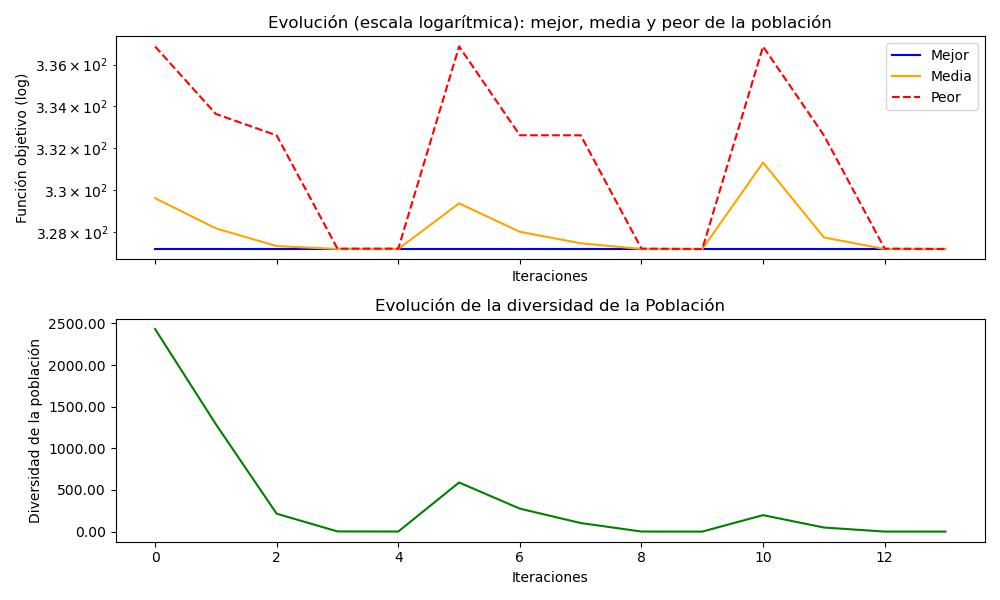 Evolución (escala logarítmica): mejor, media y peor de la población
Función objetivo (log)
3.36 × 10²
3.34 × 10²
3.32 × 10²
3.3 × 10²
3.28 × 10²
Mejor
Media
Peor
Iteraciones
Evolución de la diversidad de la Población
Diversidad de la población
2500.00
2000.00
1500.00
1000.00
500.00
0.00
0 2 4 6 8 10 12
Iteraciones